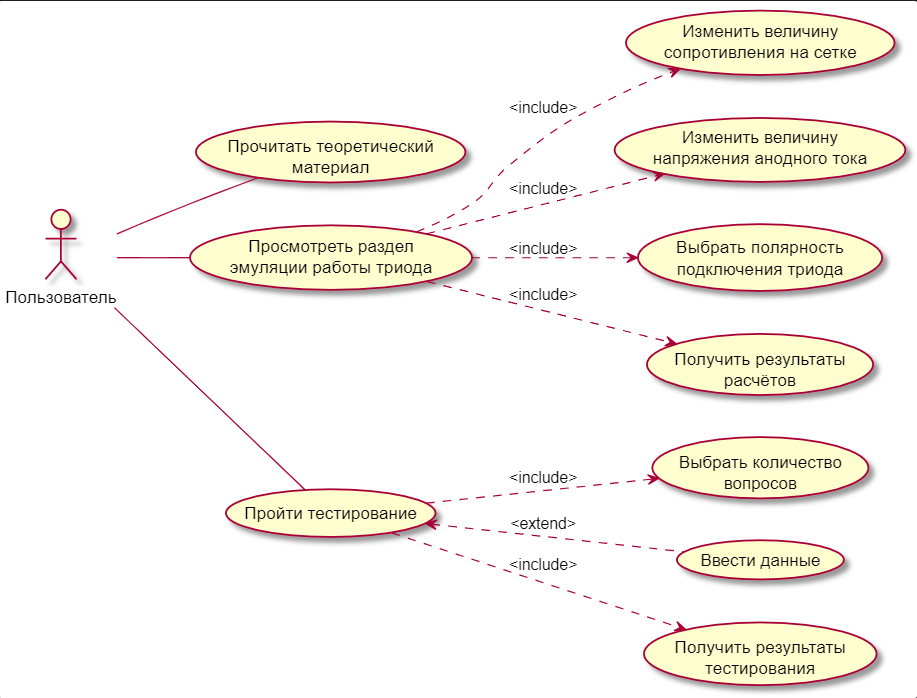 Изменить величину
сопротивления на сетке
<include>
Изменить величину
напряжения анодного тока
Прочитать теоретический
материал
<include>
Просмотреть раздел
эмуляции работы триода
<include>
Выбрать полярность
подключения триода
Пользователь
<include>
Получить результаты
расчётов
<include>
Выбрать количество
вопросов
Пройти тестирование
<extend>
Ввести данные
<include>
Получить результаты
тестирования